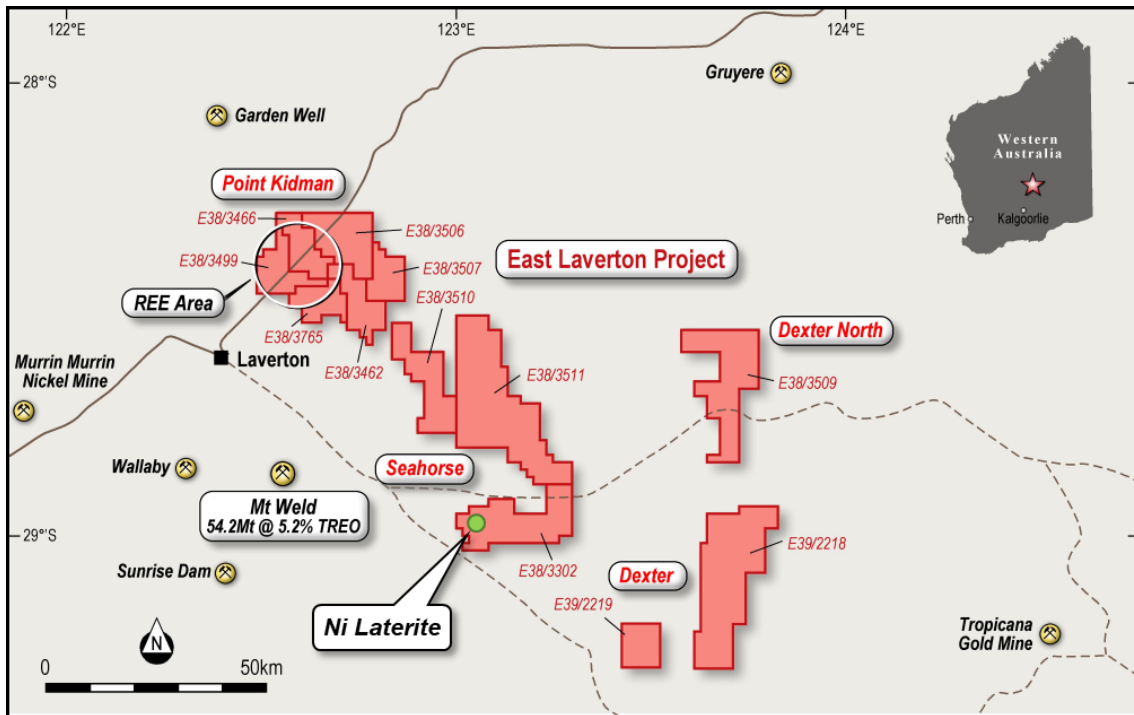 122°E
123°E
124°E
28°S
Gruyere
Garden Well
Western
Australia
Perth
Kalgoorlie
Point Kidman
E38/3466
E38/3506
E38/3499
E38/3507
East Laverton Project
REE Area
E38/3510
E38/3765
Laverton
E38/3462
E38/3511
Dexter North
E38/3509
Murrin Murrin
Nickel Mine
Wallaby
Seahorse
Mt Weld
54.2Mt @ 5.2% TREO
29°S
E39/2218
Sunrise Dam
E38/3302
Dexter
E39/2219
Ni Laterite
Tropicana
Gold Mine
N
0
50km